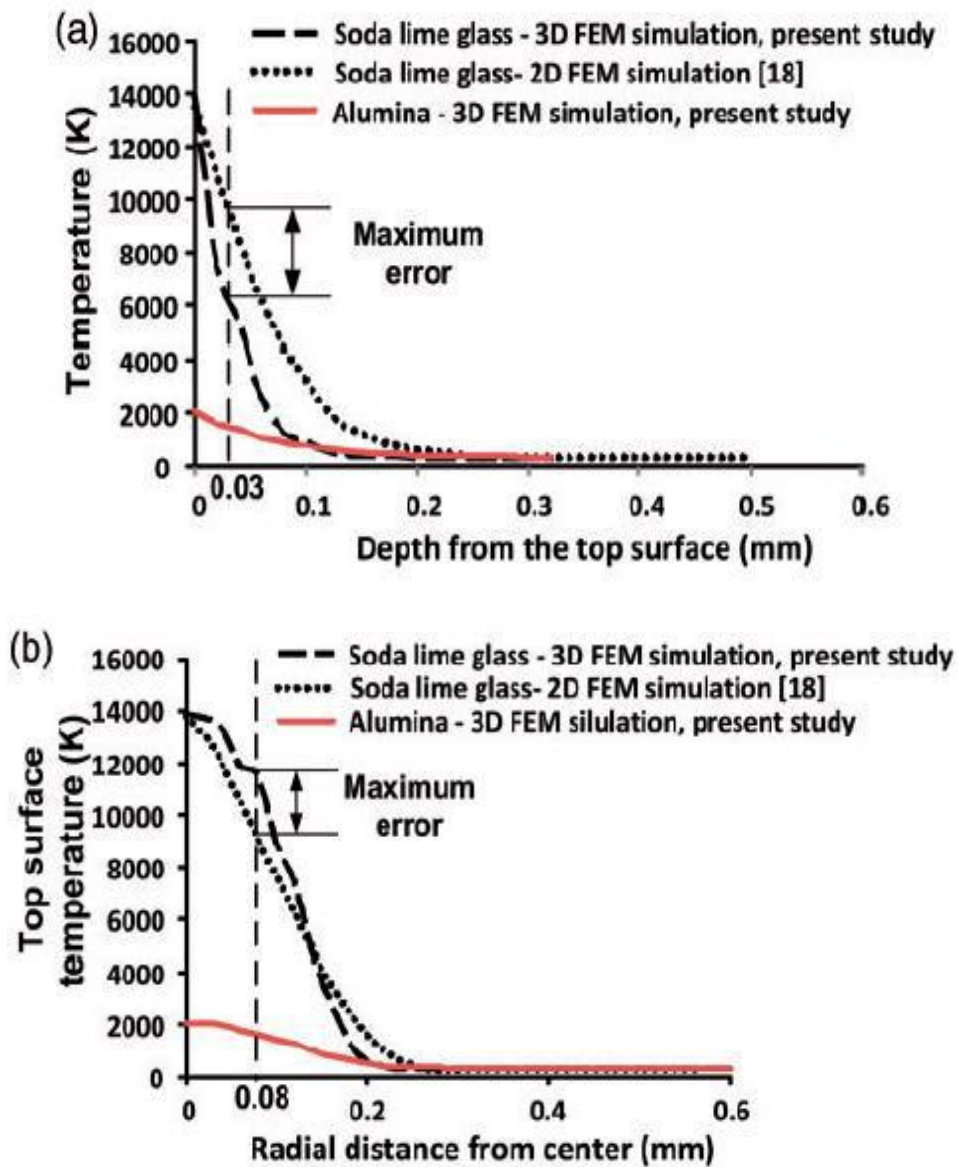 (a)
16000
14000
12000
10000
8000
6000
4000
2000
0
Temperature (K)
Soda lime glass - 3D FEM simulation, present study
Soda lime glass- 2D FEM simulation [18]
Alumina - 3D FEM simulation, present study
Maximum
error
0 0.03 0.1 0.2 0.3 0.4 0.5 0.6
Depth from the top surface (mm)
(b)
16000
14000
12000
10000
8000
6000
4000
2000
0
Top surface
temperature (K)
Soda lime glass - 3D FEM simulation, present study
Soda lime glass- 2D FEM simulation [18]
Alumina - 3D FEM silulation, present study
Maximum
error
0 0.08 0.2 0.4 0.6
Radial distance from center (mm)